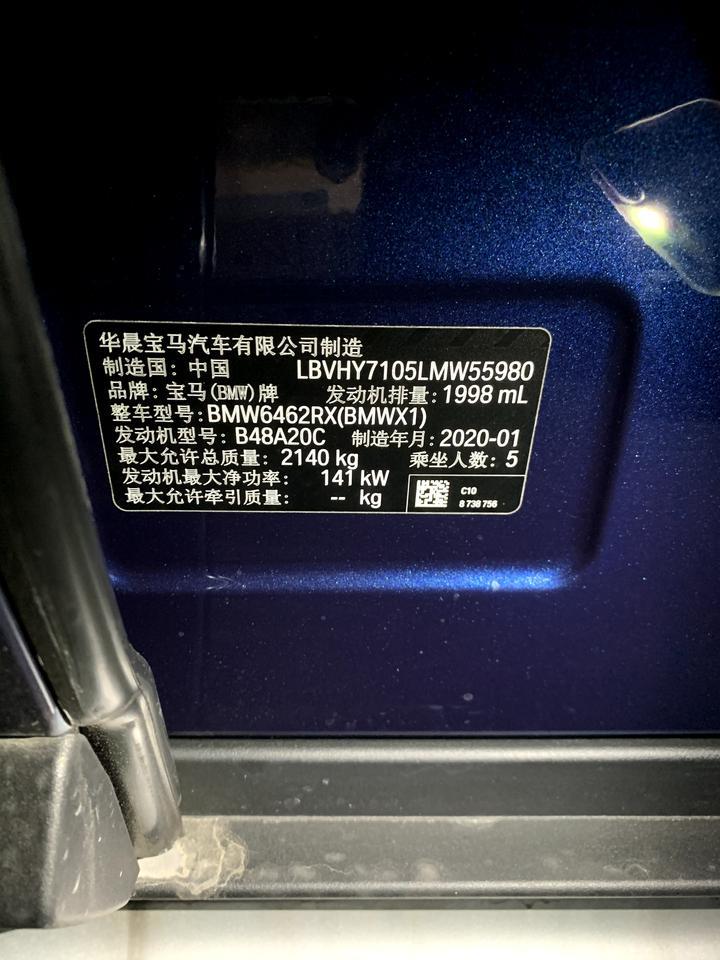 华晨宝马汽车有限公司制造
制造国：中国 LBVHY7105LMW55980
品牌：宝马(BMW)牌 发动机排量：1998 mL
整车型号：BMW6462RX(BMWX1)
发动机型号：B48A20C 制造年月：2020-01
最大允许总质量：2140 kg 乘坐人数：5
发动机最大净功率：141 kW
最大允许牵引质量：-- kg
C10
8 738 756